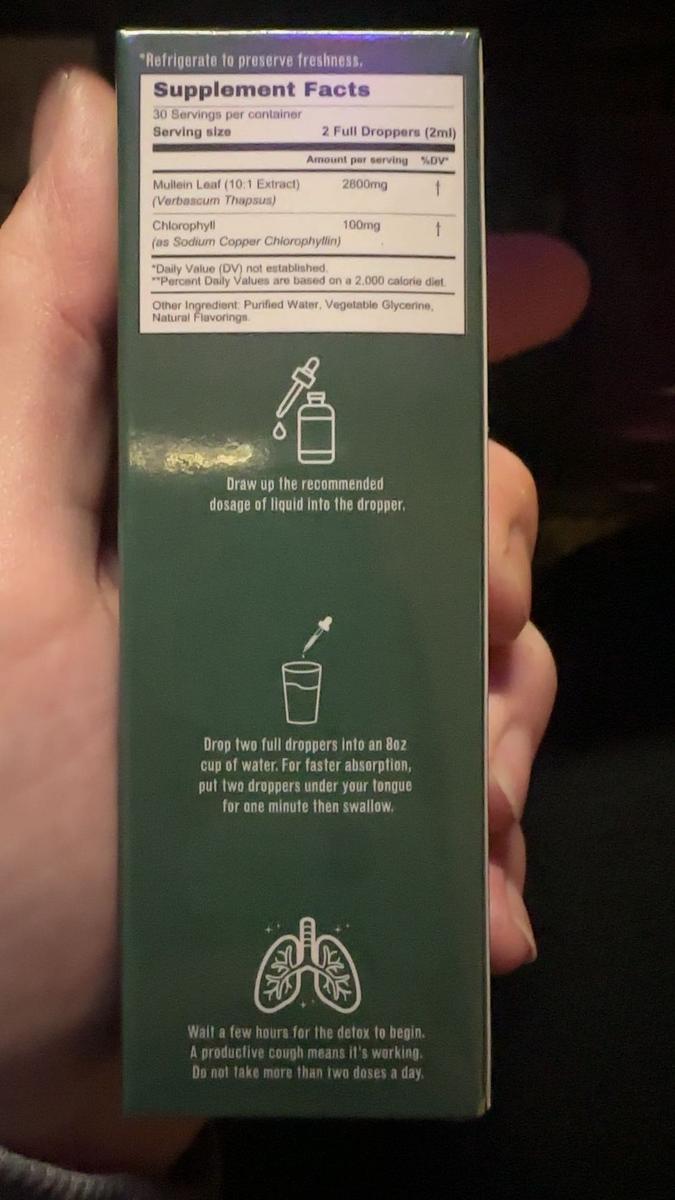 *Refrigerate to preserve freshness.
Supplement Facts
30 Servings per container
Serving size 2 Full Droppers (2ml)
Amount per serving %DV*
Mullein Leaf (10:1 Extract) 2800mg †
(Verbascum Thapsus)
Chlorophyll 100mg †
(as Sodium Copper Chlorophyllin)
*Daily Value (DV) not established.
**Percent Daily Values are based on a 2,000 calorie diet.
Other Ingredient: Purified Water, Vegetable Glycerine,
Natural Flavorings.
Draw up the recommended
dosage of liquid into the dropper.
Drop two full droppers into an 8oz
cup of water. For faster absorption,
put two droppers under your tongue
for one minute then swallow.
Wait a few hours for the detox to begin.
A productive cough means it's working.
Do not take more than two doses a day.